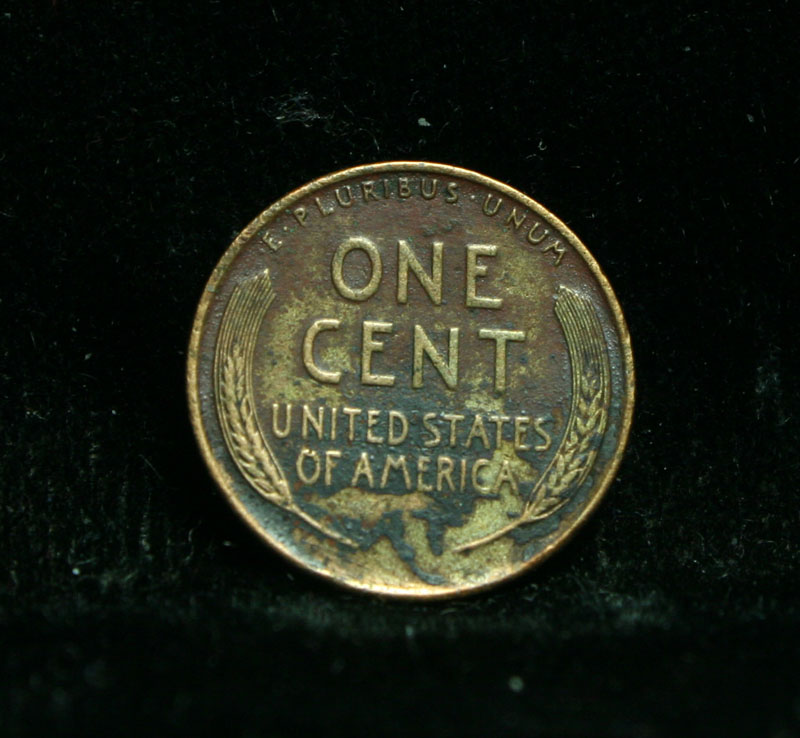 E · PLURIBUS · UNUM
ONE
CENT
UNITED STATES
OF AMERICA